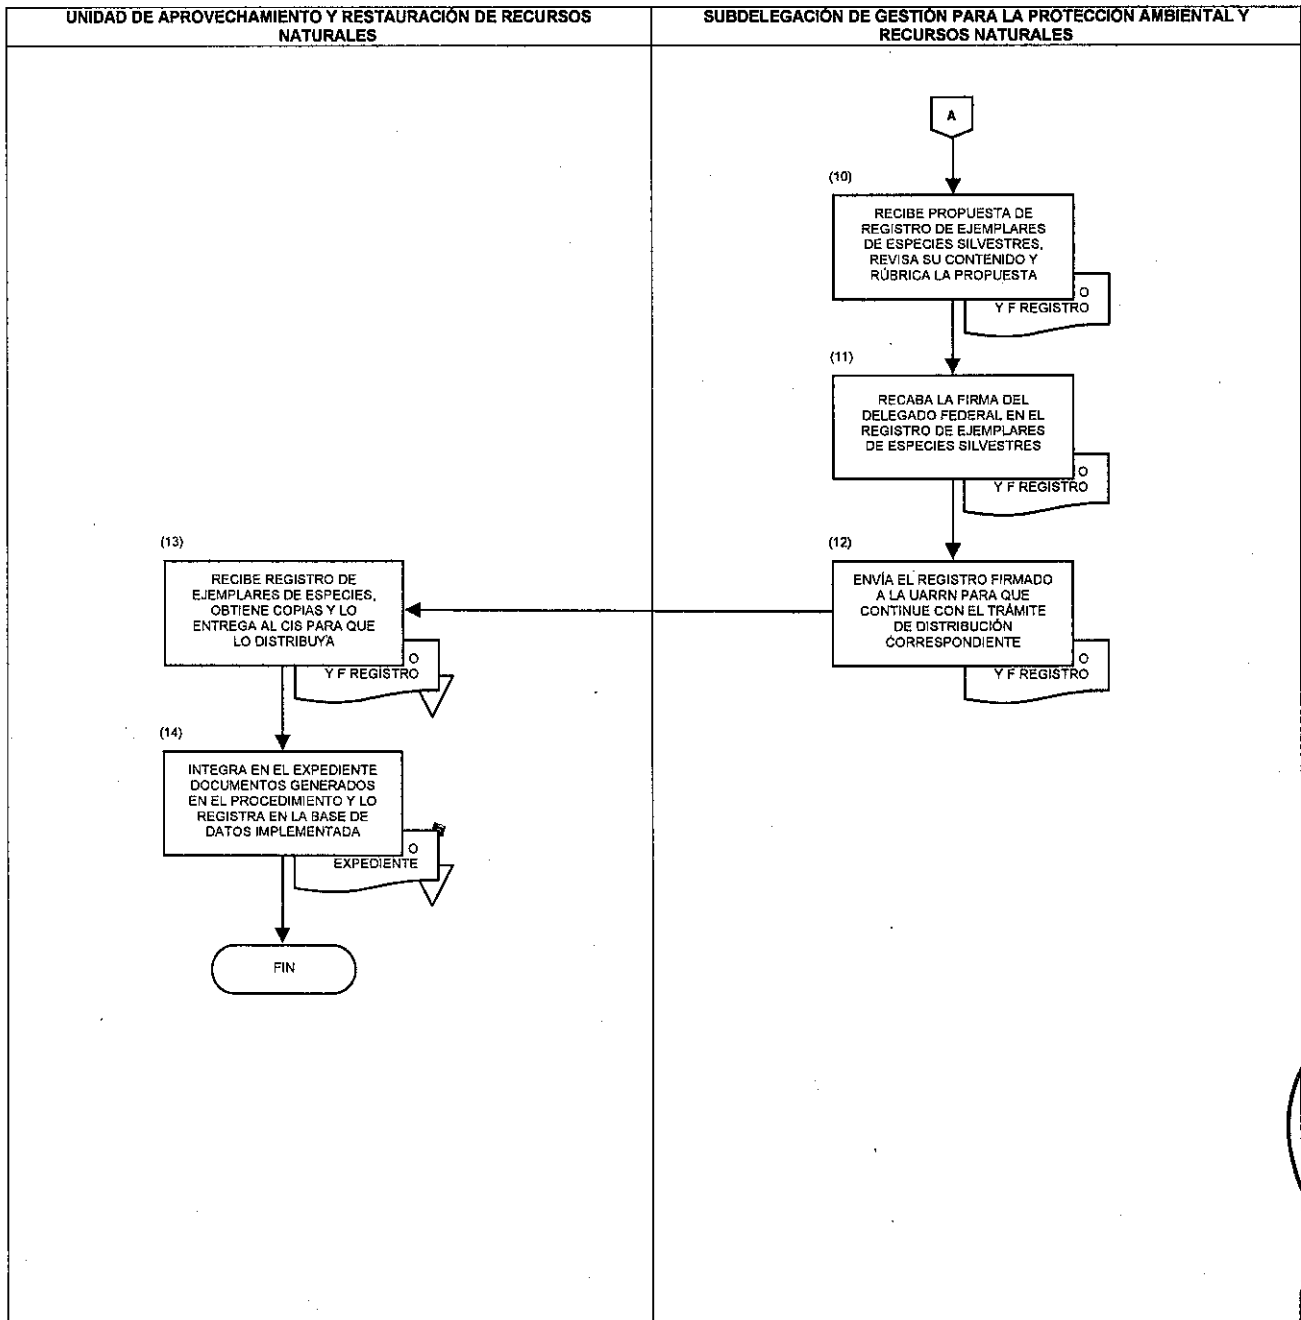 UNIDAD DE APROVECHAMIENTO Y RESTAURACIÓN DE RECURSOS
NATURALES
SUBDELEGACIÓN DE GESTIÓN PARA LA PROTECCIÓN AMBIENTAL Y
RECURSOS NATURALES
A
(10)
RECIBE PROPUESTA DE
REGISTRO DE EJEMPLARES
DE ESPECIES SILVESTRES,
REVISA SU CONTENIDO Y
RÚBRICA LA PROPUESTA
O
Y F REGISTRO
(11)
RECABA LA FIRMA DEL
DELEGADO FEDERAL EN EL
REGISTRO DE EJEMPLARES
DE ESPECIES SILVESTRES
O
Y F REGISTRO
(12)
ENVÍA EL REGISTRO FIRMADO
A LA UARRN PARA QUE
CONTINUE CON EL TRÁMITE
DE DISTRIBUCIÓN
CORRESPONDIENTE
O
Y F REGISTRO
(13)
RECIBE REGISTRO DE
EJEMPLARES DE ESPECIES,
OBTIENE COPIAS Y LO
ENTREGA AL CIS PARA QUE
LO DISTRIBUYA
O
Y F REGISTRO
(14)
INTEGRA EN EL EXPEDIENTE
DOCUMENTOS GENERADOS
EN EL PROCEDIMIENTO Y LO
REGISTRA EN LA BASE DE
DATOS IMPLEMENTADA
O
EXPEDIENTE
FIN